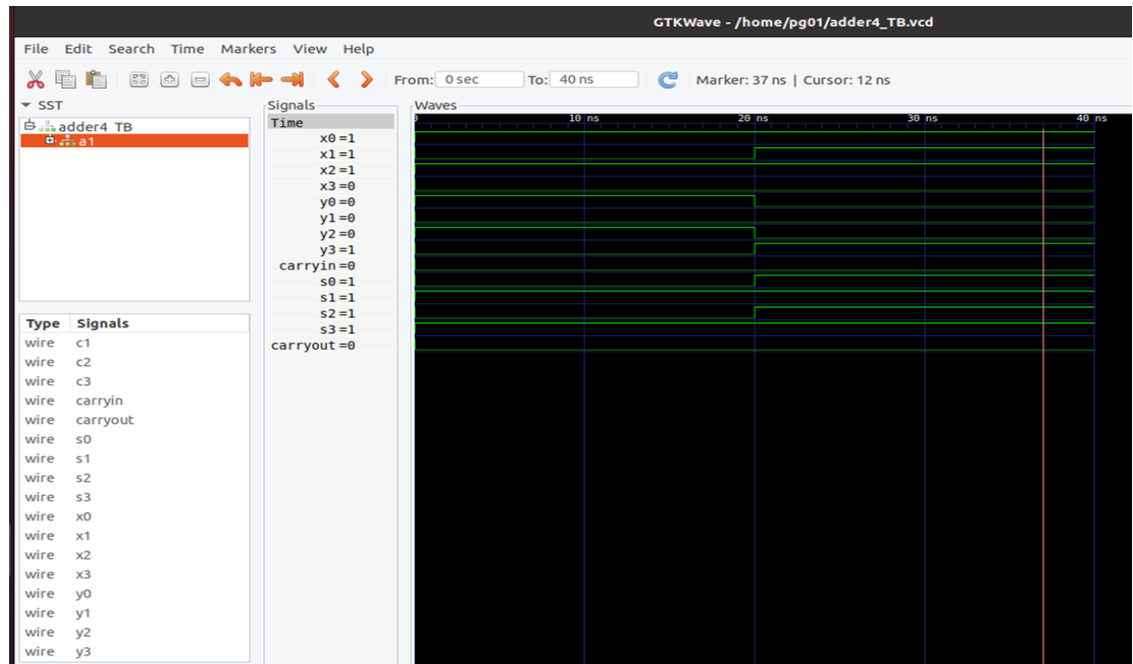 GTKWave - /home/pg01/adder4_TB.vcd
File Edit Search Time Markers View Help
From: 0 sec To: 40 ns Marker: 37 ns | Cursor: 12 ns
SST
adder4_TB
a1
Type Signals
wire c1
wire c2
wire c3
wire carryin
wire carryout
wire s0
wire s1
wire s2
wire s3
wire x0
wire x1
wire x2
wire x3
wire y0
wire y1
wire y2
wire y3
Signals
Time
x0=1
x1=1
x2=1
x3=0
y0=0
y1=0
y2=0
y3=1
carryin=0
s0=1
s1=1
s2=1
s3=1
carryout=0
Waves
0 10 ns 20 ns 30 ns 40 ns